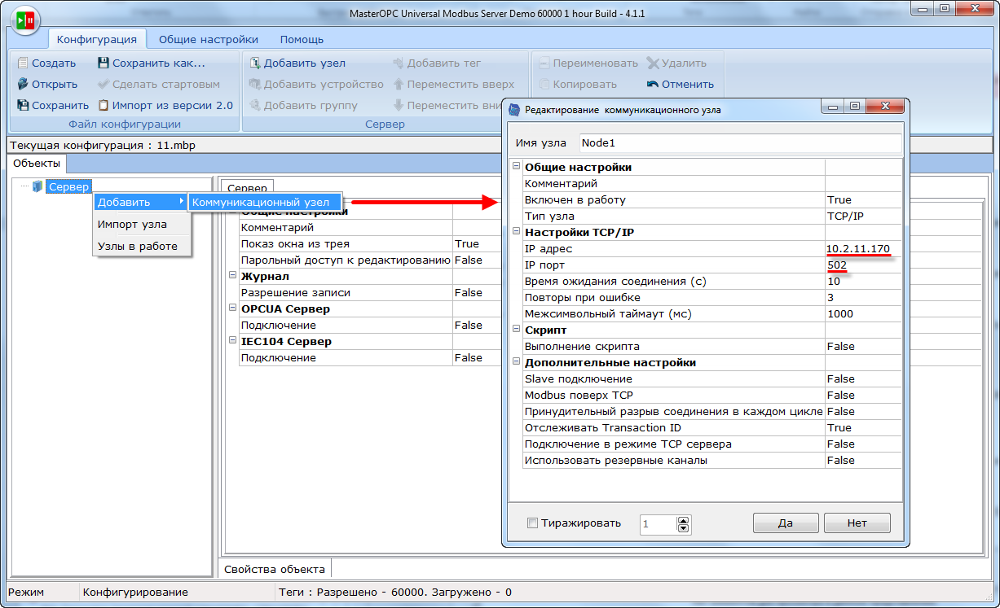 MasterOPC Universal Modbus Server Demo 60000 1 hour Build - 4.1.1
Конфигурация Общие настройки Помощь
Создать Сохранить как... Добавить узел Добавить тег Переименовать Удалить
Открыть Сделать стартовым Добавить устройство Переместить вверх Копировать Отменить
Сохранить Импорт из версии 2.0 Добавить группу Переместить вни
Файл конфигурации Сервер
Текущая конфигурация : 11.mbp
Объекты
Сервер
Добавить Коммуникационный узел
Импорт узла
Узлы в работе
Сервер
Общие настройки
Комментарий
Показ окна из трея True
Парольный доступ к редактированию False
Журнал
Разрешение записи False
OPCUA Сервер
Подключение False
IEC104 Сервер
Подключение False
Свойства объекта
Редактирование коммуникационного узла
Имя узла Node1
Общие настройки
Комментарий
Включен в работу True
Тип узла TCP/IP
Настройки TCP/IP
IP адрес 10.2.11.170
IP порт 502
Время ожидания соединения (с) 10
Повторы при ошибке 3
Межсимвольный таймаут (мс) 1000
Скрипт
Выполнение скрипта False
Дополнительные настройки
Slave подключение False
Modbus поверх TCP False
Принудительный разрыв соединения в каждом цикле False
Отслеживать Transaction ID True
Подключение в режиме TCP сервера False
Использовать резервные каналы False
Тиражировать 1 Да Нет
Режим Конфигурирование Теги : Разрешено - 60000. Загружено - 0